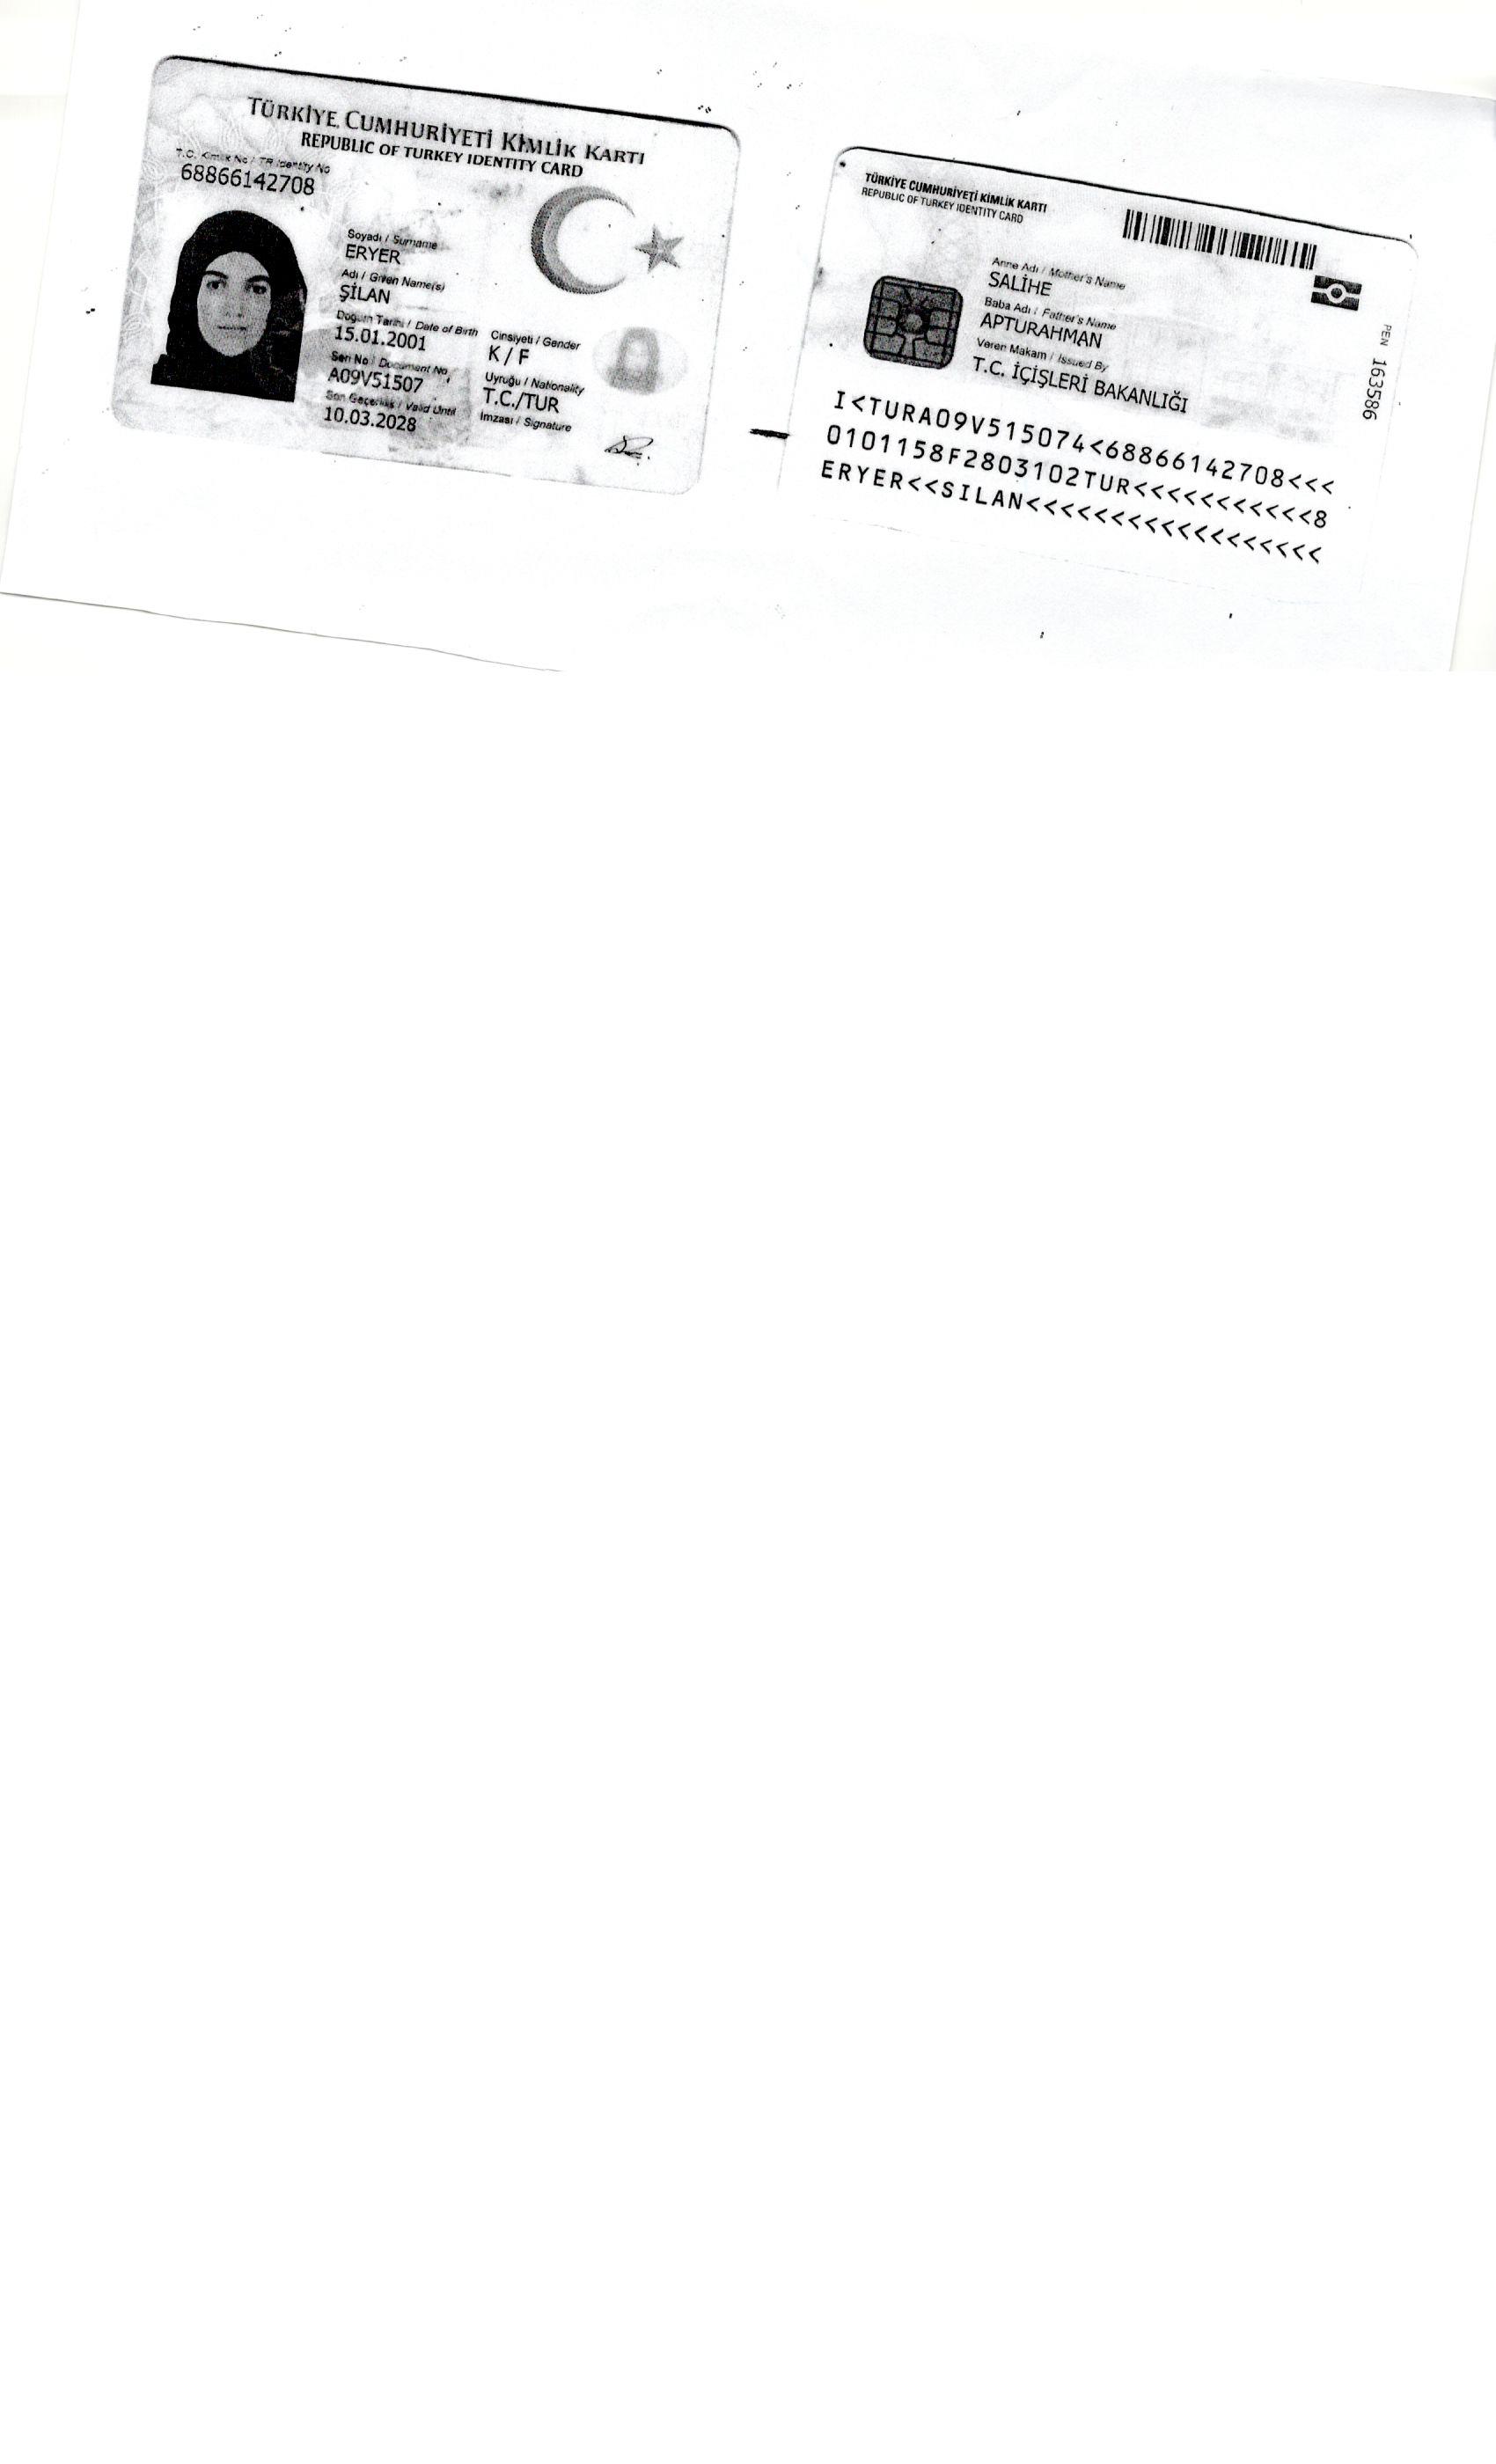 TÜRKİYE CUMHURİYETİ KİMLİK KARTI
REPUBLIC OF TURKEY IDENTITY CARD
T.C. Kimlik No / TR Identity No
68866142708
Soyadı / Surname
ERYER
Adı / Given Name(s)
ŞİLAN
Doğum Tarihi / Date of Birth
15.01.2001
Cinsiyeti / Gender
K / F
Seri No / Document No
A09V51507
Uyruğu / Nationality
T.C./TUR
Son Geçerlilik / Valid Until
10.03.2028
İmzası / Signature
TÜRKİYE CUMHURİYETİ KİMLİK KARTI
REPUBLIC OF TURKEY IDENTITY CARD
Anne Adı / Mother's Name
SALİHE
Baba Adı / Father's Name
APTURAHMAN
Veren Makam / Issued By
T.C. İÇİŞLERİ BAKANLIĞI
PEN 163586
I<TURA09V515074<68866142708<<<
0101158F2803102TUR<<<<<<<<<<<8
ERYER<<SILAN<<<<<<<<<<<<<<<<<<